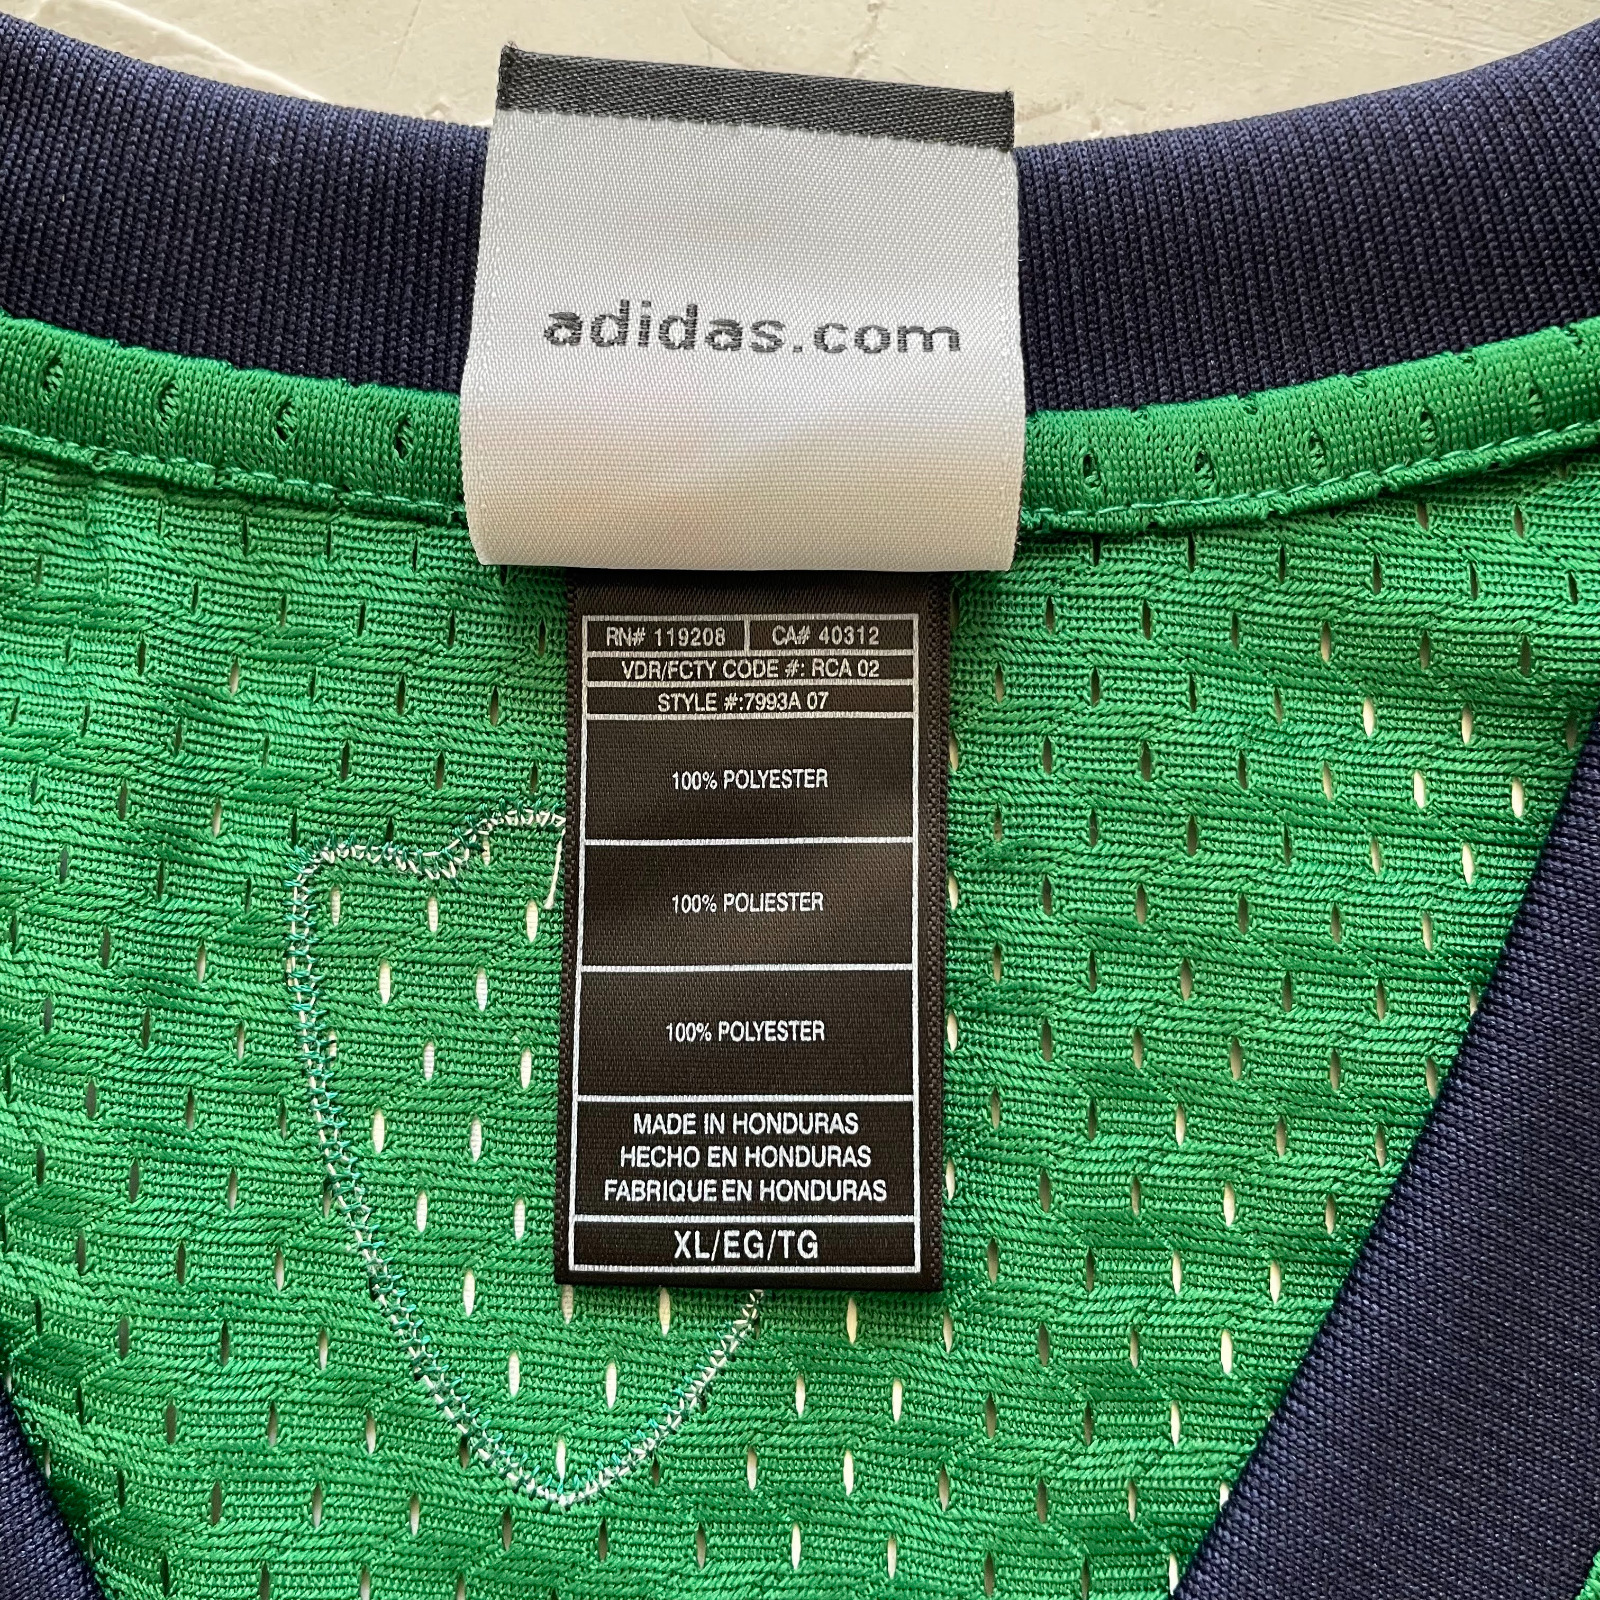 adidas.com
RN# 119208 CA# 40312
VDR/FCTY CODE #: RCA 02
STYLE #:7993A 07
100% POLYESTER
100% POLIESTER
100% POLYESTER
MADE IN HONDURAS
HECHO EN HONDURAS
FABRIQUE EN HONDURAS
XL/EG/TG